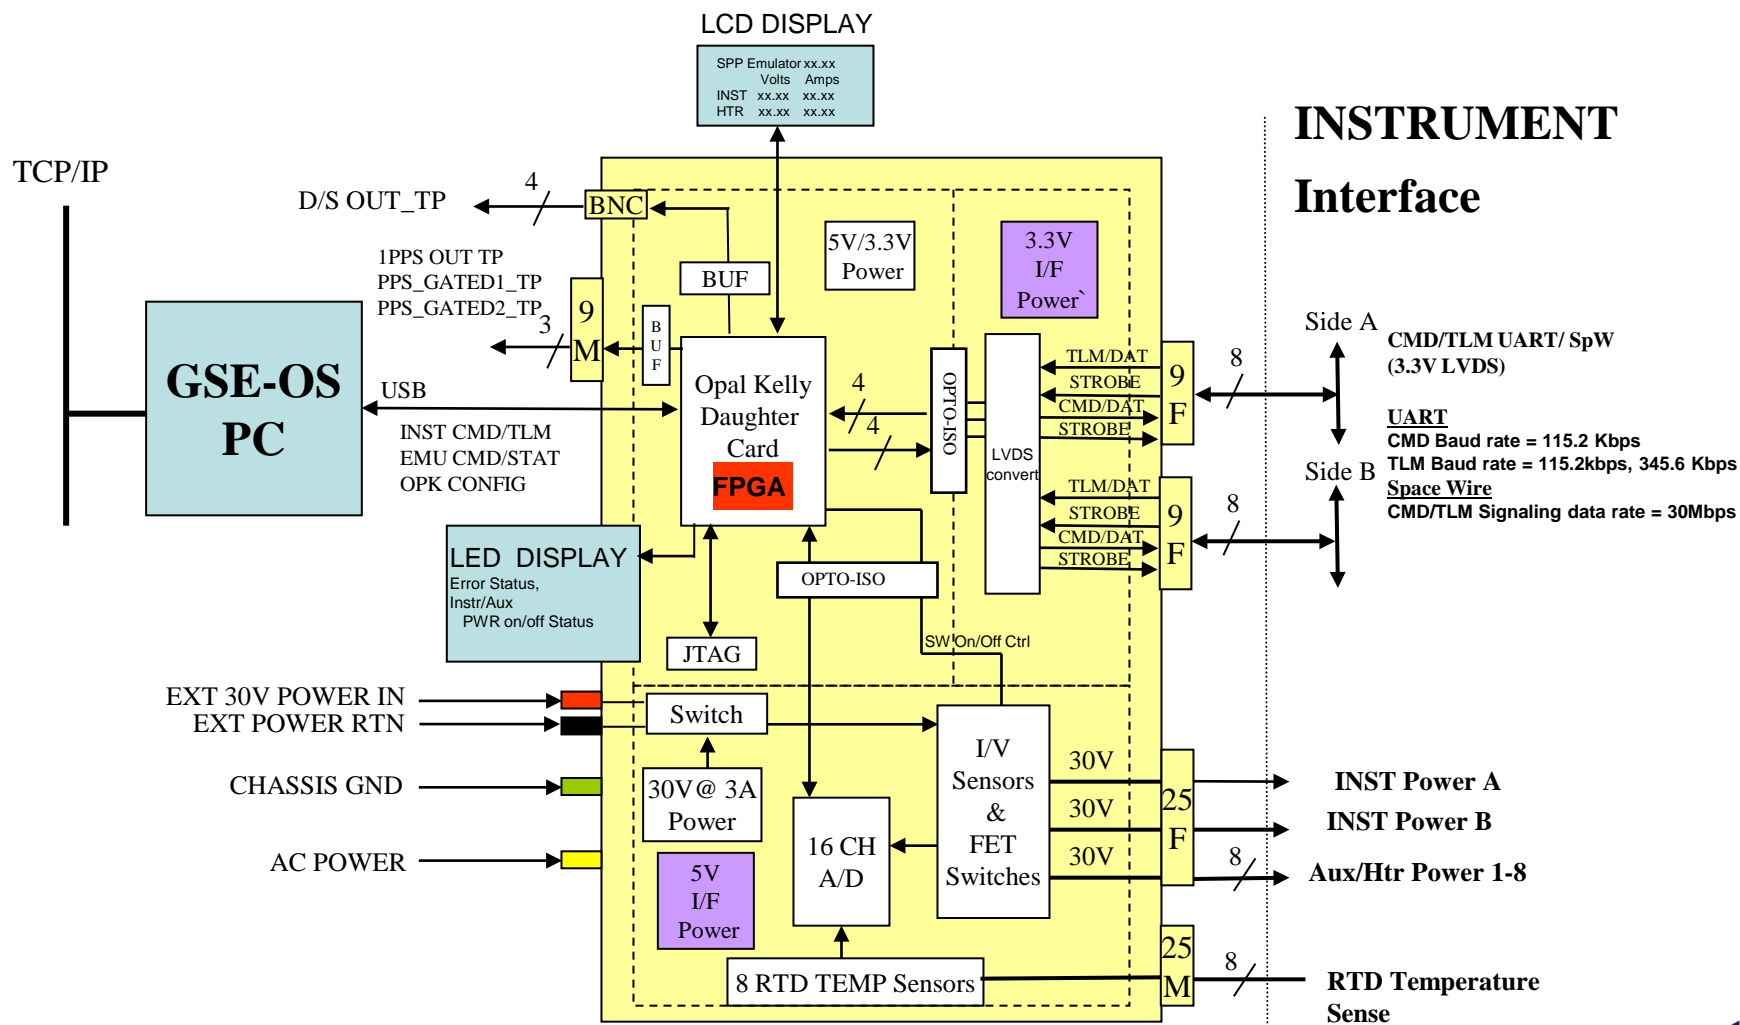 LCD DISPLAY
SPP Emulator xx.xx
Volts Amps
INST xx.xx xx.xx
HTR xx.xx xx.xx
INSTRUMENT
Interface
TCP/IP
D/S OUT_TP
4
BNC
1PPS OUT TP
PPS_GATED1_TP
PPS_GATED2_TP
3
9
M
BUF
BUF
5V/3.3V
Power
3.3V
I/F
Power`
GSE-OS
PC
USB
INST CMD/TLM
EMU CMD/STAT
OPK CONFIG
Opal Kelly
Daughter
Card
FPGA
4
4
OPTO-ISO
LVDS
convert
TLM/DAT
STROBE
CMD/DAT
STROBE
9
F
8
Side A
CMD/TLM UART/ SpW
(3.3V LVDS)
UART
CMD Baud rate = 115.2 Kbps
TLM Baud rate = 115.2kbps, 345.6 Kbps
Space Wire
CMD/TLM Signaling data rate = 30Mbps
TLM/DAT
STROBE
CMD/DAT
STROBE
9
F
8
Side B
LED DISPLAY
Error Status,
Instr/Aux
PWR on/off Status
OPTO-ISO
JTAG
SW On/Off Ctrl
EXT 30V POWER IN
EXT POWER RTN
CHASSIS GND
AC POWER
Switch
30V@ 3A
Power
5V
I/F
Power
16 CH
A/D
I/V
Sensors
&
FET
Switches
30V
30V
30V
25
F
8
INST Power A
INST Power B
Aux/Htr Power 1-8
8 RTD TEMP Sensors
25
M
8
RTD Temperature
Sense